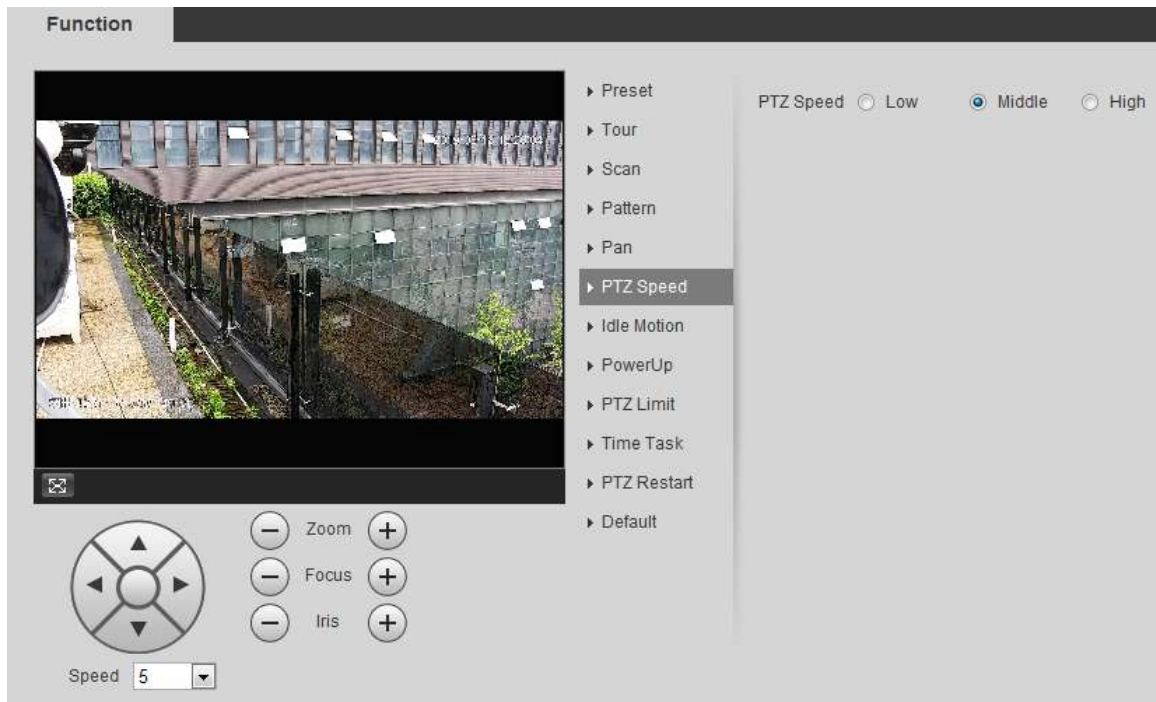 Function
Preset
PTZ Speed Low Middle High
Tour
Scan
Pattern
Pan
PTZ Speed
Idle Motion
PowerUp
PTZ Limit
Time Task
PTZ Restart
Default
Zoom
Focus
Iris
Speed 5